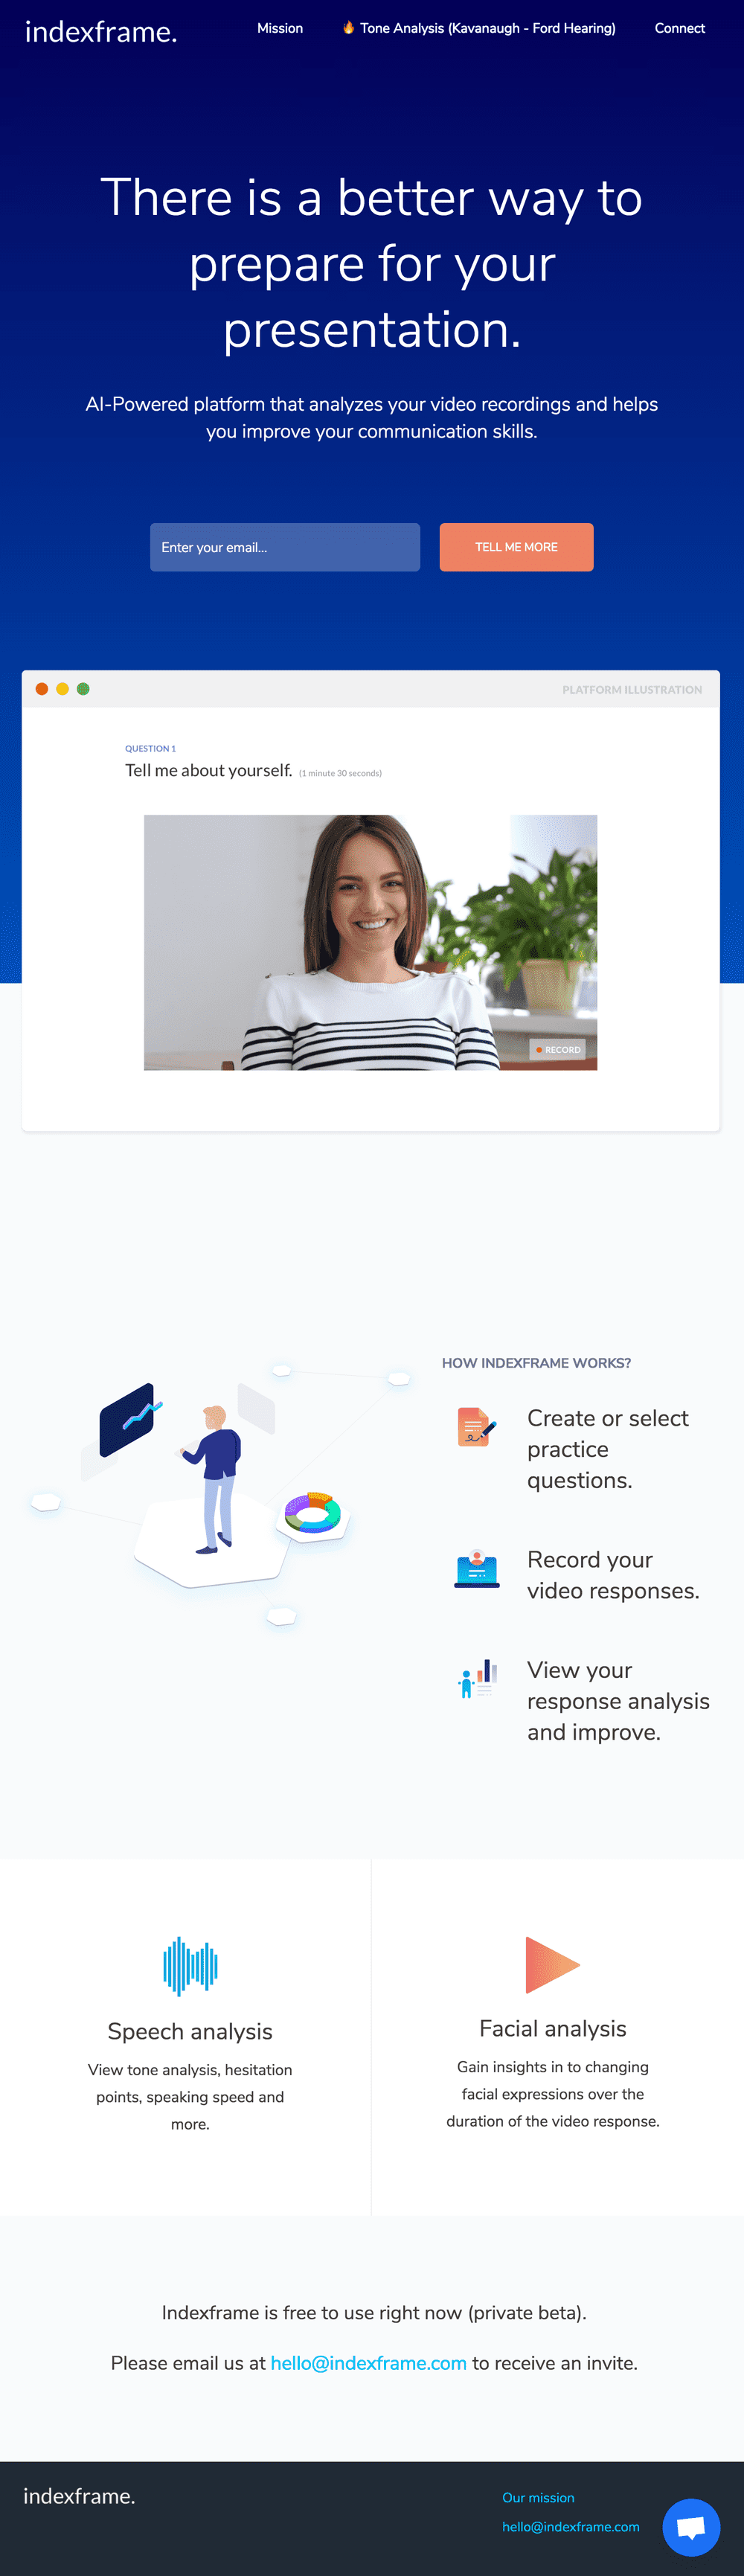 indexframe.
Mission
🔥 Tone Analysis (Kavanaugh - Ford Hearing)
Connect
There is a better way to
prepare for your
presentation.
AI-Powered platform that analyzes your video recordings and helps
you improve your communication skills.
Enter your email...
TELL ME MORE
PLATFORM ILLUSTRATION
QUESTION 1
Tell me about yourself. (1 minute 30 seconds)
RECORD
HOW INDEXFRAME WORKS?
Create or select
practice
questions.
Record your
video responses.
View your
response analysis
and improve.
Speech analysis
View tone analysis, hesitation
points, speaking speed and
more.
Facial analysis
Gain insights in to changing
facial expressions over the
duration of the video response.
Indexframe is free to use right now (private beta).
Please email us at hello@indexframe.com to receive an invite.
indexframe.
Our mission
hello@indexframe.com